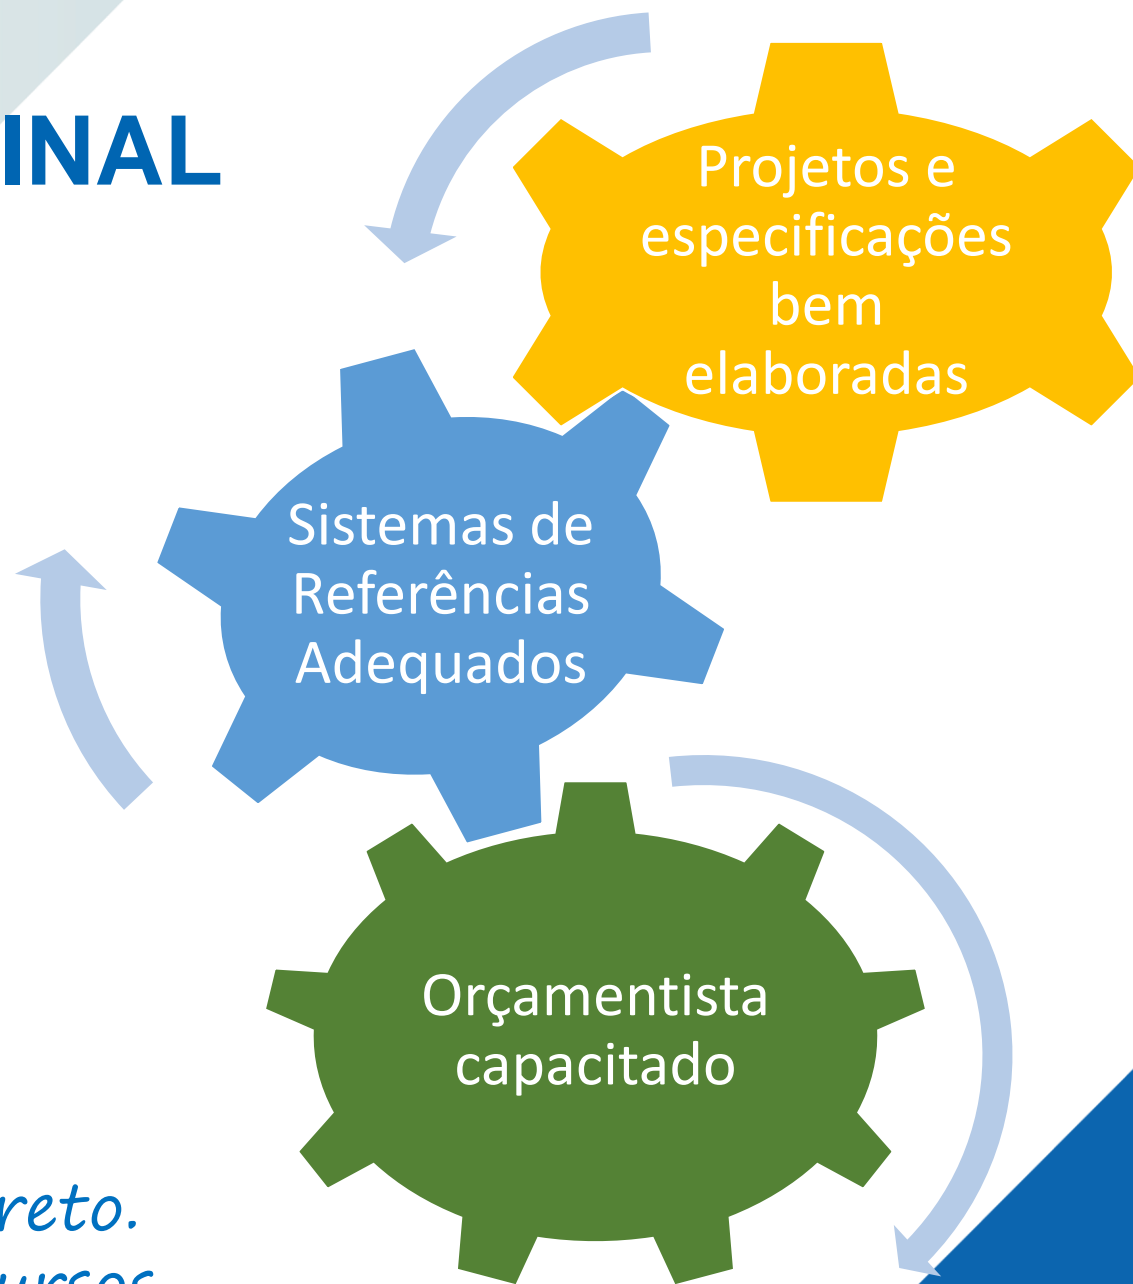 INAL
Projetos e
especificações
bem
elaboradas
Sistemas de
Referências
Adequados
Orçamentista
capacitado
reto.